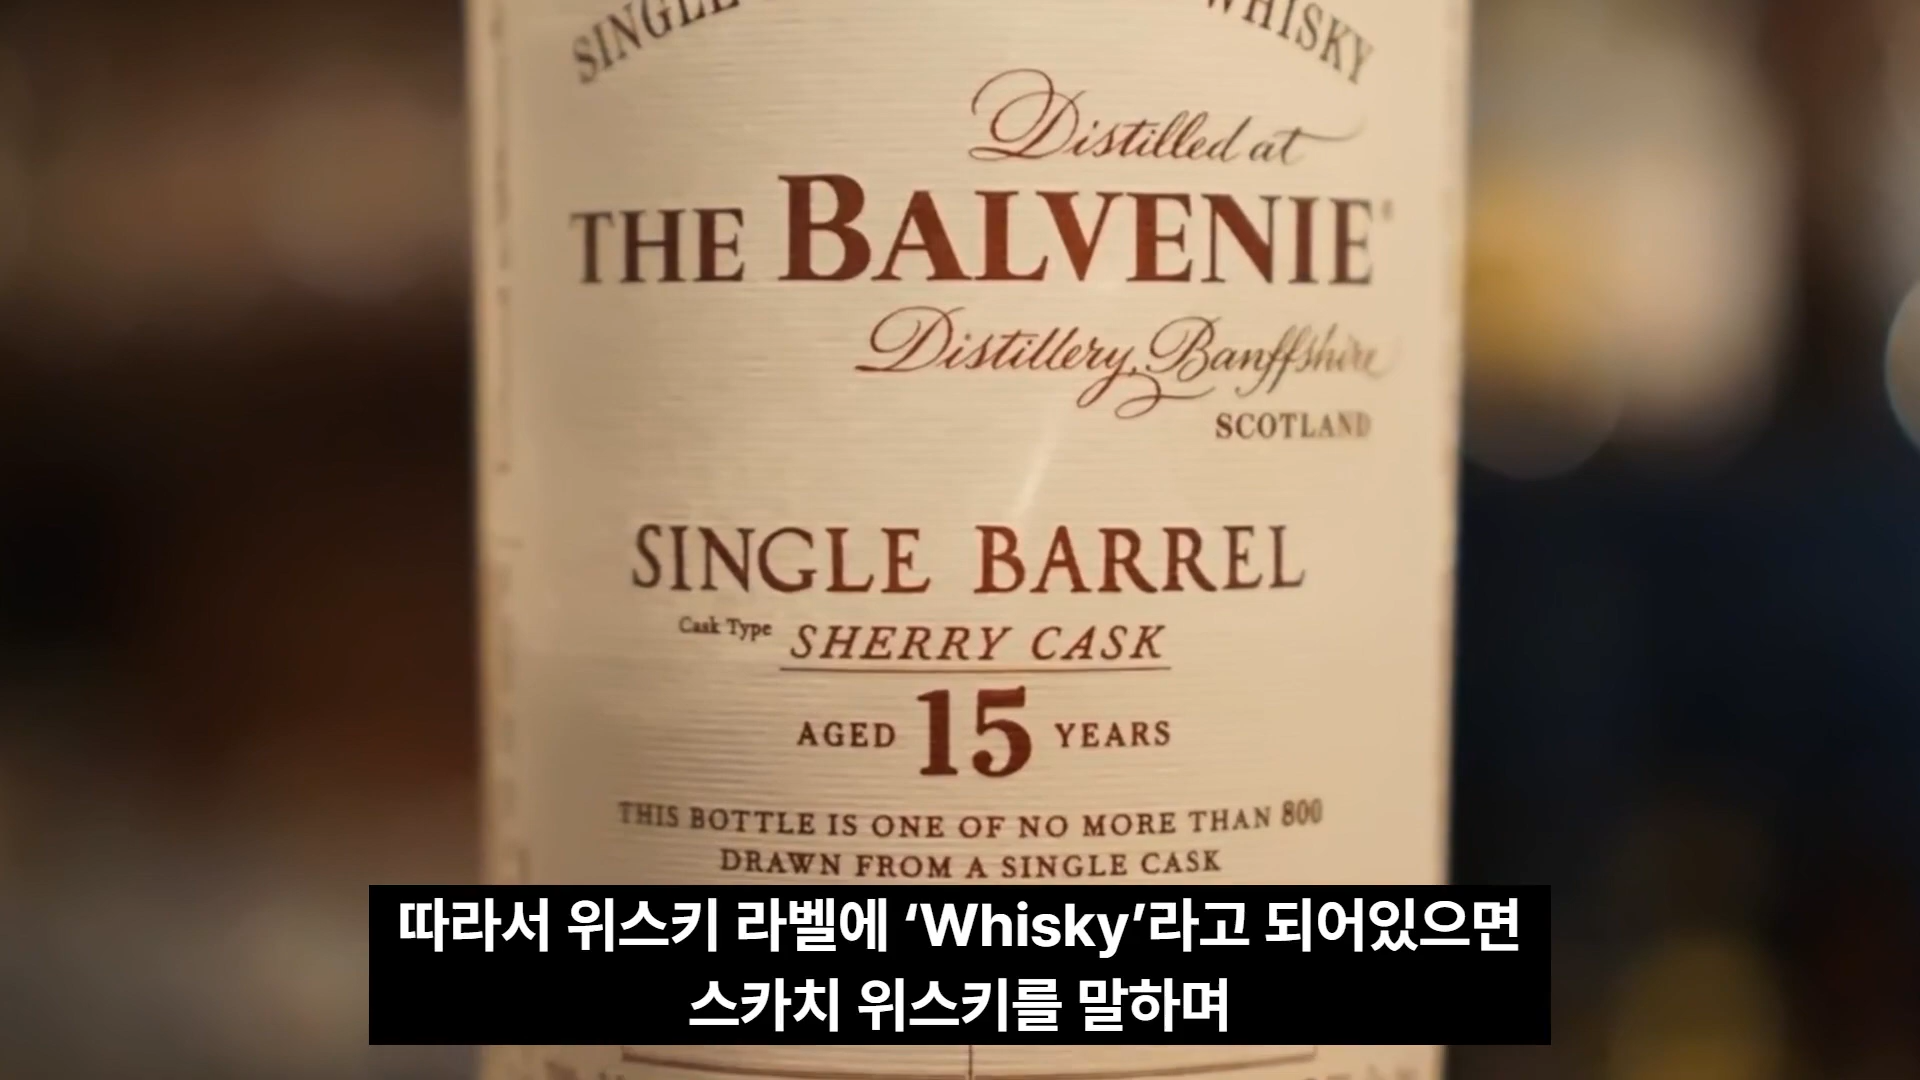 SINGLE WHISKY
Distilled at
THE BALVENIE
Distillery, Banffshire
SCOTLAND
SINGLE BARREL
Cask Type SHERRY CASK
AGED 15 YEARS
THIS BOTTLE IS ONE OF NO MORE THAN 800
DRAWN FROM A SINGLE CASK
따라서 위스키 라벨에 ‘Whisky’라고 되어있으면
스카치 위스키를 말하며